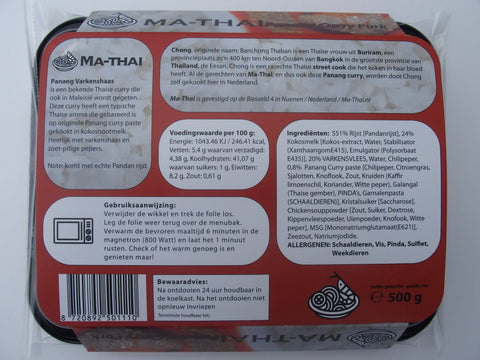 MA-THAI Panang Curry Pork
MA-THAI
Panang Varkenshaas
is een bekende Thaise curry die
ook in Maleisië wordt gegeten.
Deze curry heeft een typische
Thaise aroma die gebaseerd is
op originele Panang curry paste
gekookt in kokosnootmelk.
Heerlijk met varkenshaas en
zoet-pitige pepers.
Note: komt met echte Pandan rijst
Chong, originele naam; Banchong Thaban is een Thaise vrouw uit Buriram, een
provincieplaats zo'n 400 km ten Noord-Oosten van Bangkok in de grootste provincie van
Thailand, de Eesan. Chong is een rasechte Thaise street cook die het koken in haar bloed
heeft. Al de gerechten van Ma-Thai: en dus ook deze Panang curry, worden door Chong
zelf gekookt hier in Nederland.
Ma-Thai is gevestigd op de Biesveld 4 in Nuenen / Nederland / Ma-Thai.nl
Voedingswaarde per 100 g:
Energie: 1043.46 KJ / 246.41 kcal,
Vetten: 5,4 g waarvan verzadigd:
4,38 g, Koolhydraten: 41,07 g
waarvan suikers: 1 g, Eiwitten:
8,2 g, Zout: 0,61 g
Ingrediënten: 551% Rijst [Pandanrijst], 24%
Kokosmelk [Kokos-extract, Water, Stabilisator
(XanthaangomE415), Emulgator (Polysorbaat
E435)], 20% VARKENSVLEES, Water, Chilipeper,
0,8% Panang Curry paste [Chilipeper, Citroengras,
Sjalotten, Knoflook, Zout, Kruiden (Kaffir
limoenschil, Koriander, Witte peper), Galangal
(Thaise gember), PINDA's, Garnalenpasta
(SCHAALDIEREN)], Kristalsuiker [Saccharose],
Chickensouppowder [Zout, Suiker, Dextrose,
Kippenvleespoeder, Uienpoeder, Knoflook, Witte
peper], MSG [Mononatriumglutamaat(E621)],
Zeezout, Natriumjodide.
ALLERGENEN: Schaaldieren, Vis, Pinda, Sulfiet,
Weekdieren
Gebruiksaanwijzing:
Verwijder de wikkel en trek de folie los.
Leg de folie weer terug over de menubak.
Verwarm de bevroren maaltijd 6 minuten in de
magnetron (800 Watt) en laat het 1 minuut
rusten. Check of het warm genoeg is en
genieten maar!
8 720892 501110
Bewaaradvies:
Na ontdooien 24 uur houdbaar in
de koelkast. Na het ontdooien niet
opnieuw invriezen
Tenminste houdbaar tot:
netto gewicht - poids net
℮ 500 g
MA-THAI Panang Curry Pork